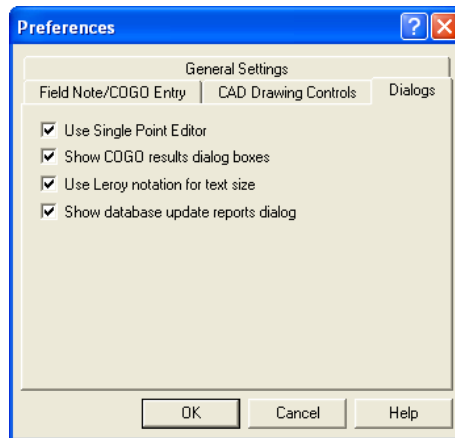 Preferences
General Settings
Field Note/COGO Entry CAD Drawing Controls Dialogs
Use Single Point Editor
Show COGO results dialog boxes
Use Leroy notation for text size
Show database update reports dialog
OK Cancel Help